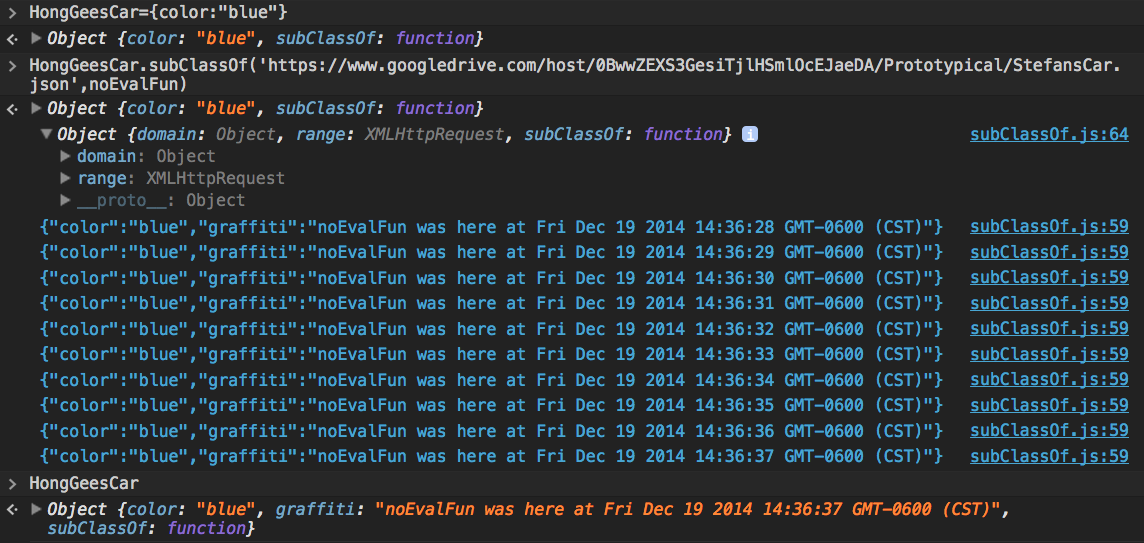 > HongGeesCar={color:"blue"}
Object {color: "blue", subClassOf: function}
> HongGeesCar.subClassOf('https://www.googledrive.com/host/0BwwZEXS3GesiTjlHSmlOcEJaeDA/Prototypical/StefansCar.
json',noEvalFun)
Object {color: "blue", subClassOf: function}
Object {domain: Object, range: XMLHttpRequest, subClassOf: function} i subClassOf.js:64
domain: Object
range: XMLHttpRequest
__proto__: Object
{"color":"blue","graffiti":"noEvalFun was here at Fri Dec 19 2014 14:36:28 GMT-0600 (CST)"} subClassOf.js:59
{"color":"blue","graffiti":"noEvalFun was here at Fri Dec 19 2014 14:36:29 GMT-0600 (CST)"} subClassOf.js:59
{"color":"blue","graffiti":"noEvalFun was here at Fri Dec 19 2014 14:36:30 GMT-0600 (CST)"} subClassOf.js:59
{"color":"blue","graffiti":"noEvalFun was here at Fri Dec 19 2014 14:36:31 GMT-0600 (CST)"} subClassOf.js:59
{"color":"blue","graffiti":"noEvalFun was here at Fri Dec 19 2014 14:36:32 GMT-0600 (CST)"} subClassOf.js:59
{"color":"blue","graffiti":"noEvalFun was here at Fri Dec 19 2014 14:36:33 GMT-0600 (CST)"} subClassOf.js:59
{"color":"blue","graffiti":"noEvalFun was here at Fri Dec 19 2014 14:36:34 GMT-0600 (CST)"} subClassOf.js:59
{"color":"blue","graffiti":"noEvalFun was here at Fri Dec 19 2014 14:36:35 GMT-0600 (CST)"} subClassOf.js:59
{"color":"blue","graffiti":"noEvalFun was here at Fri Dec 19 2014 14:36:36 GMT-0600 (CST)"} subClassOf.js:59
{"color":"blue","graffiti":"noEvalFun was here at Fri Dec 19 2014 14:36:37 GMT-0600 (CST)"} subClassOf.js:59
> HongGeesCar
Object {color: "blue", graffiti: "noEvalFun was here at Fri Dec 19 2014 14:36:37 GMT-0600 (CST)",
subClassOf: function}